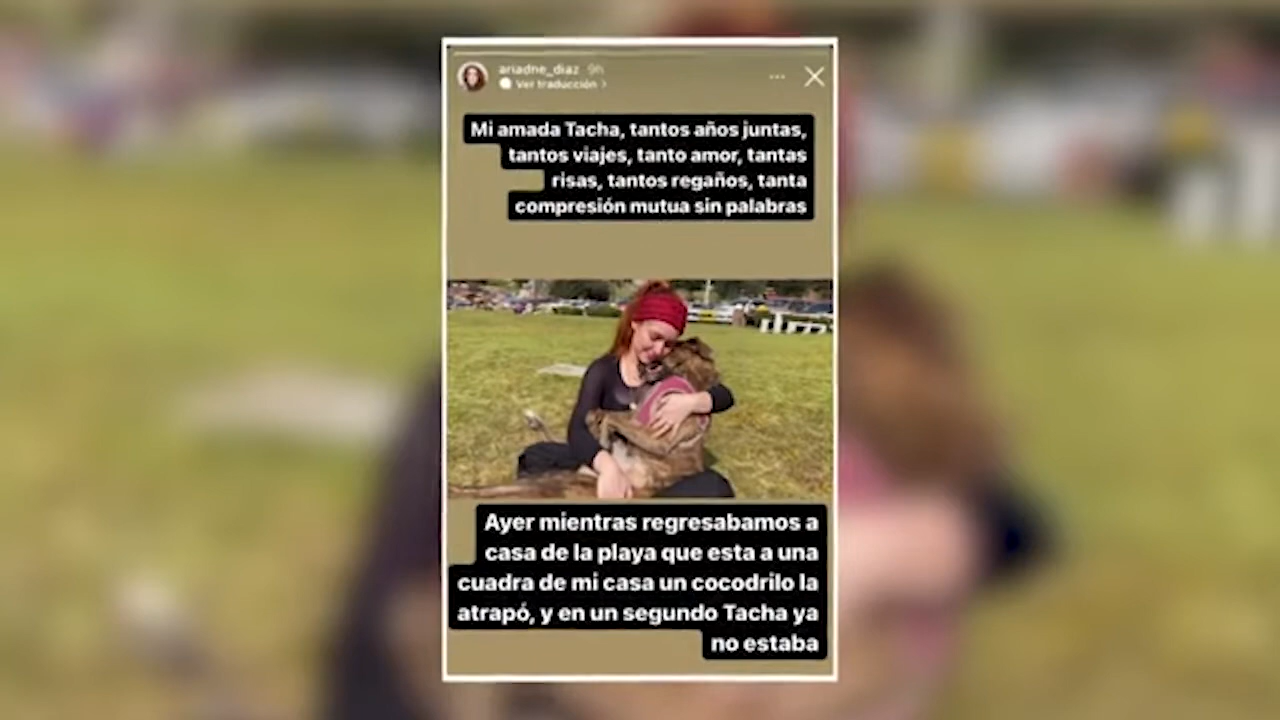 ariadne_diaz 9h
Ver traducción >
Mi amada Tacha, tantos años juntas,
tantos viajes, tanto amor, tantas
risas, tantos regaños, tanta
compresión mutua sin palabras
Ayer mientras regresabamos a
casa de la playa que esta a una
cuadra de mi casa un cocodrilo la
atrapó, y en un segundo Tacha ya
no estaba